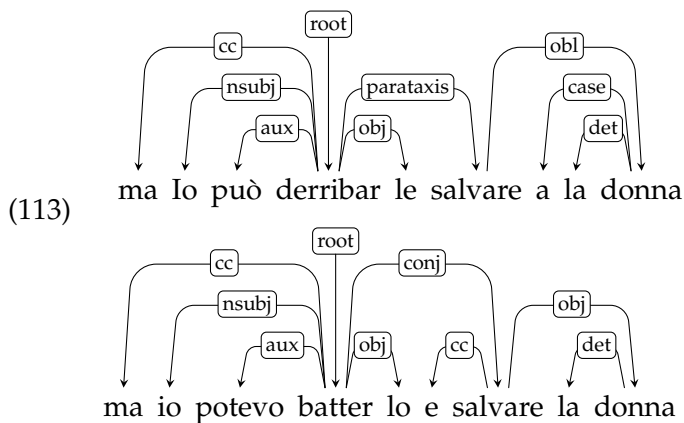 root
cc obl
nsubj parataxis case
aux obj det
ma Io può derribar le salvare a la donna
(113)
root
cc conj
nsubj obj
aux obj cc det
ma io potevo batter lo e salvare la donna